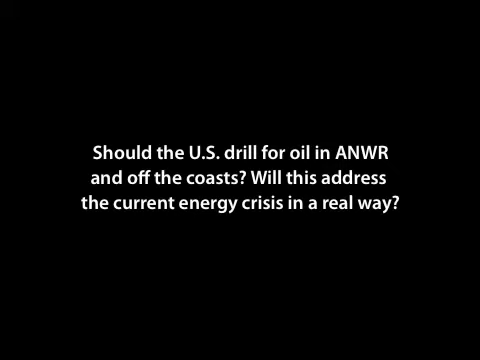 Should the U.S. drill for oil in ANWR
and off the coasts? Will this address
the current energy crisis in a real way?